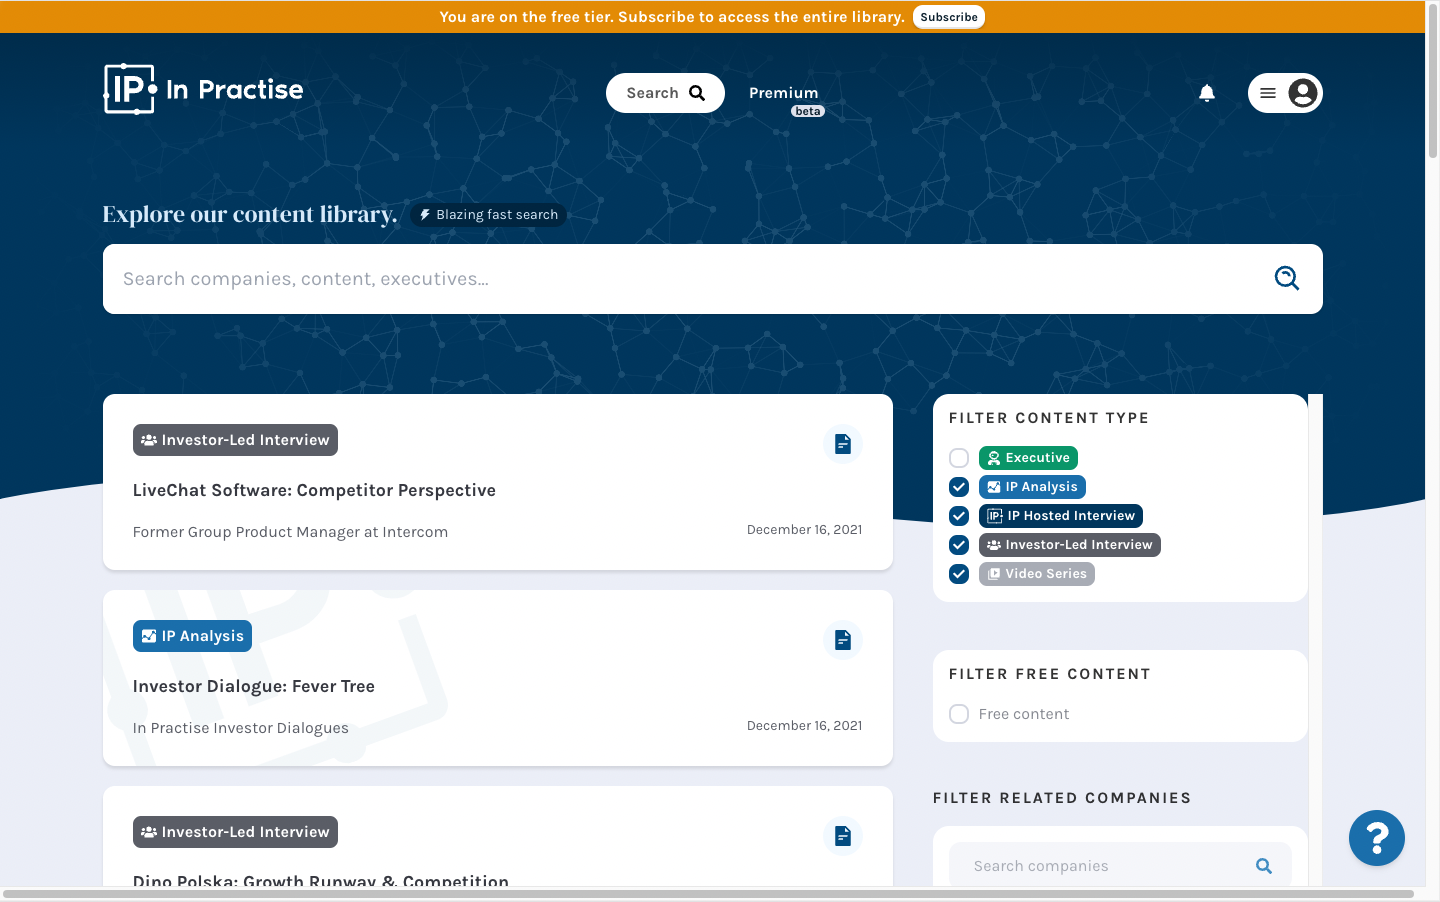 You are on the free tier. Subscribe to access the entire library. Subscribe
IP In Practise
Search
Premium
beta
Explore our content library.
Blazing fast search
Search companies, content, executives...
Investor-Led Interview
LiveChat Software: Competitor Perspective
Former Group Product Manager at Intercom
December 16, 2021
IP Analysis
Investor Dialogue: Fever Tree
In Practise Investor Dialogues
December 16, 2021
Investor-Led Interview
Dino Polska: Growth Runway & Competition
FILTER CONTENT TYPE
Executive
IP Analysis
IP Hosted Interview
Investor-Led Interview
Video Series
FILTER FREE CONTENT
Free content
FILTER RELATED COMPANIES
Search companies
?